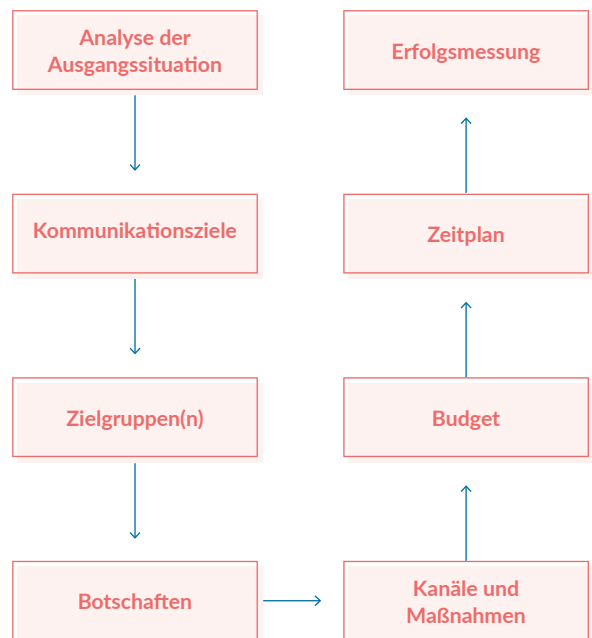 Analyse der
Ausgangssituation
Kommunikationsziele
Zielgruppen(n)
Botschaften
Kanäle und
Maßnahmen
Budget
Zeitplan
Erfolgsmessung